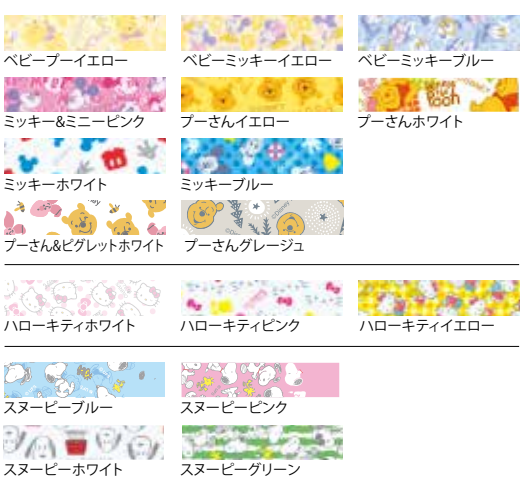 ベビープーイエロー
ベビーミッキーイエロー
ベビーミッキーブルー
ミッキー&ミニーピンク
プーさんイエロー
プーさんホワイト
ミッキーホワイト
ミッキーブルー
プーさん&ピグレットホワイト
プーさんグレージュ
ハローキティホワイト
ハローキティピンク
ハローキティイエロー
スヌーピーブルー
スヌーピーピンク
スヌーピーホワイト
スヌーピーグリーン